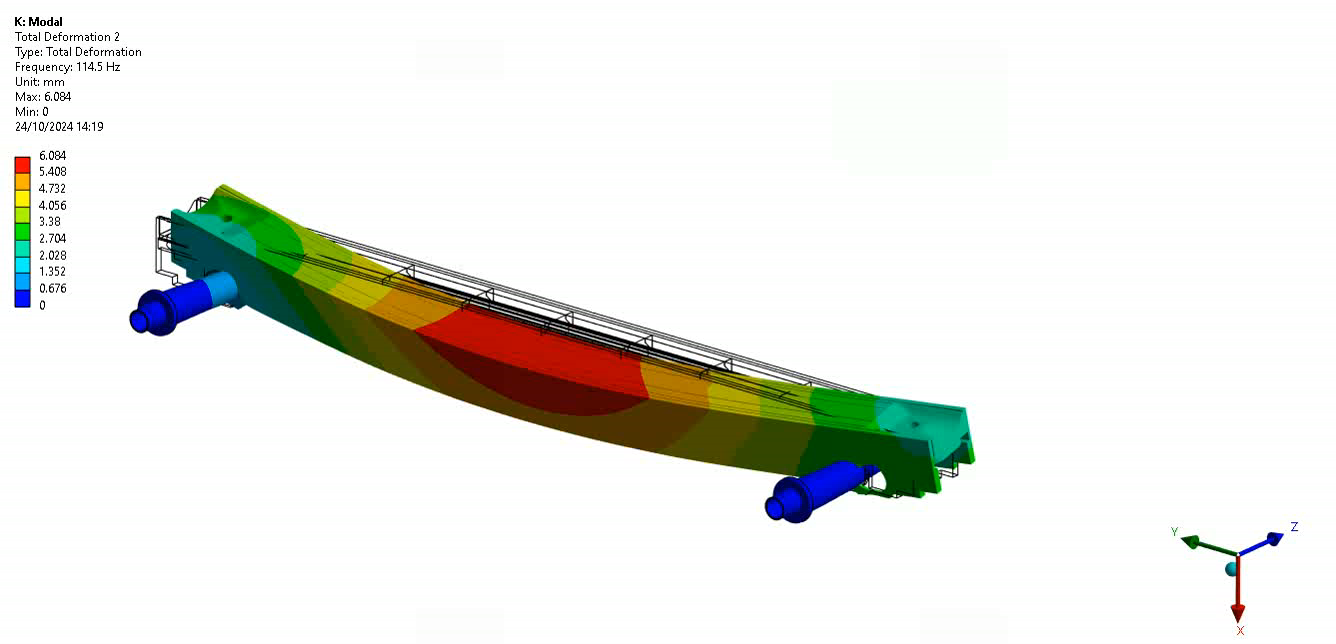 K: Modal
Total Deformation 2
Type: Total Deformation
Frequency: 114.5 Hz
Unit: mm
Max: 6.084
Min: 0
24/10/2024 14:19
6.084
5.408
4.732
4.056
3.38
2.704
2.028
1.352
0.676
0
Y
Z
X